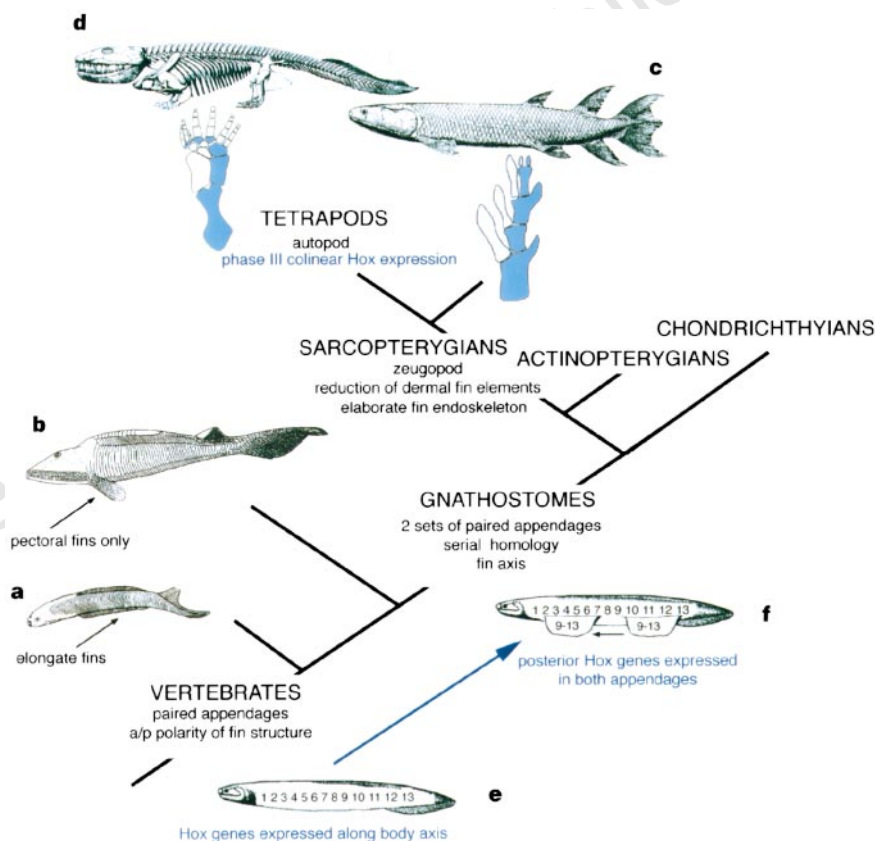 d
c
TETRAPODS
autopod
phase III colinear Hox expression
CHONDRICHTHYIANS
SARCOPTERYGIANS
ACTINOPTERYGIANS
zeugopod
reduction of dermal fin elements
elaborate fin endoskeleton
b
GNATHOSTOMES
2 sets of paired appendages
serial homology
fin axis
pectoral fins only
a
1 2 3 4 5 6 7 8 9 10 11 12 13
9-13
9-13
f
elongate fins
posterior Hox genes expressed
in both appendages
VERTEBRATES
paired appendages
a/p polarity of fin structure
1 2 3 4 5 6 7 8 9 10 11 12 13
e
Hox genes expressed along body axis